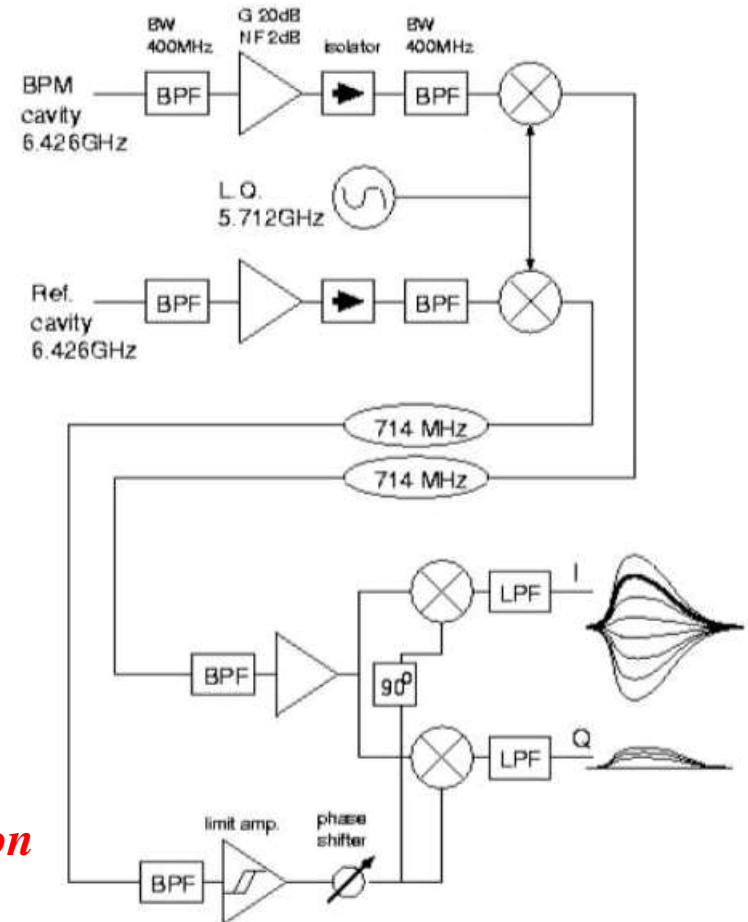 BW
400MHz
G 20dB
NF 2dB
isolator
BW
400MHz
BPM
cavity
6.426GHz
BPF
BPF
L.O.
5.712GHz
Ref.
cavity
6.426GHz
BPF
BPF
714 MHz
714 MHz
BPF
90°
LPF
I
LPF
Q
on
limit amp.
phase
shifter
BPF